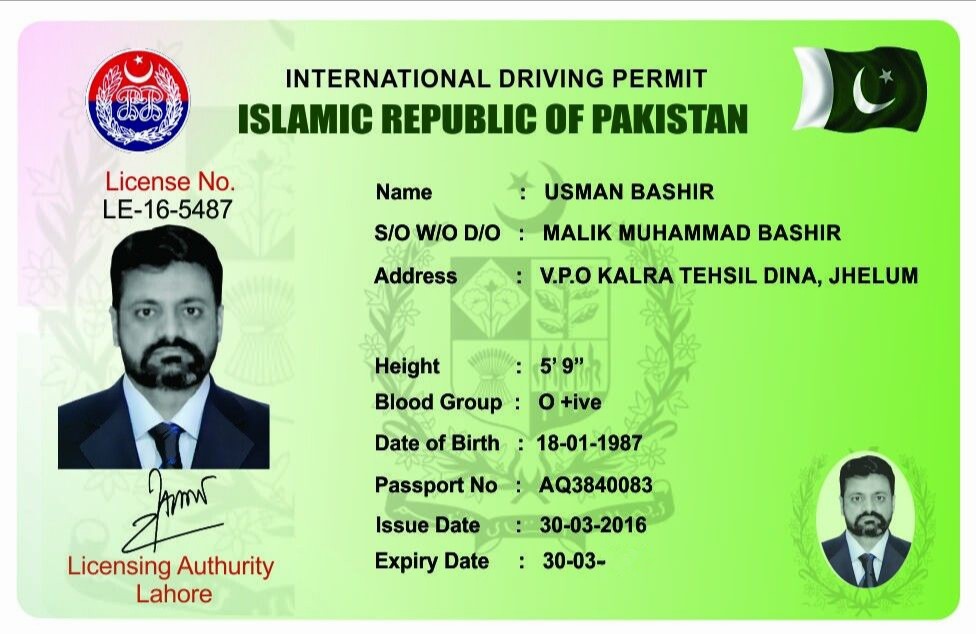 INTERNATIONAL DRIVING PERMIT
ISLAMIC REPUBLIC OF PAKISTAN
License No.
LE-16-5487
Name : USMAN BASHIR
S/O W/O D/O : MALIK MUHAMMAD BASHIR
Address : V.P.O KALRA TEHSIL DINA, JHELUM
Height : 5’ 9”
Blood Group : O +ive
Date of Birth : 18-01-1987
Passport No : AQ3840083
Issue Date : 30-03-2016
Expiry Date : 30-03-
Licensing Authurity
Lahore